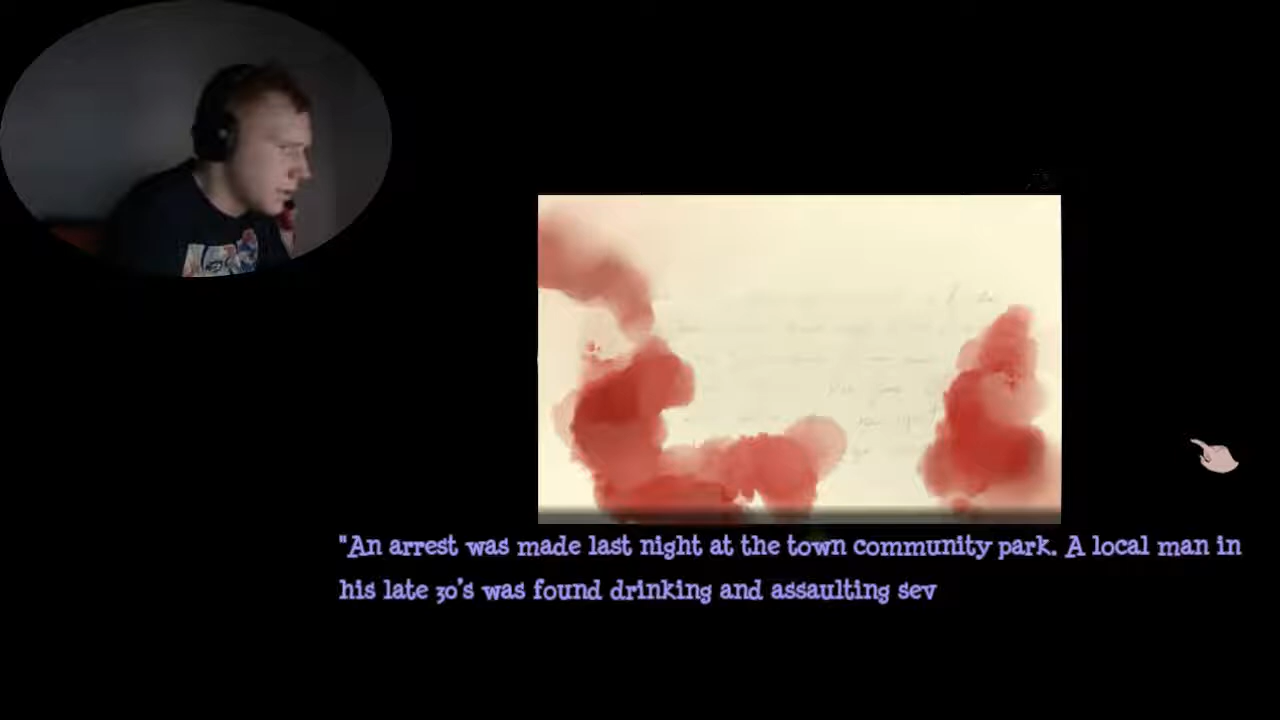 "An arrest was made last night at the town community park. A local man in
his late 30's was found drinking and assaulting sev